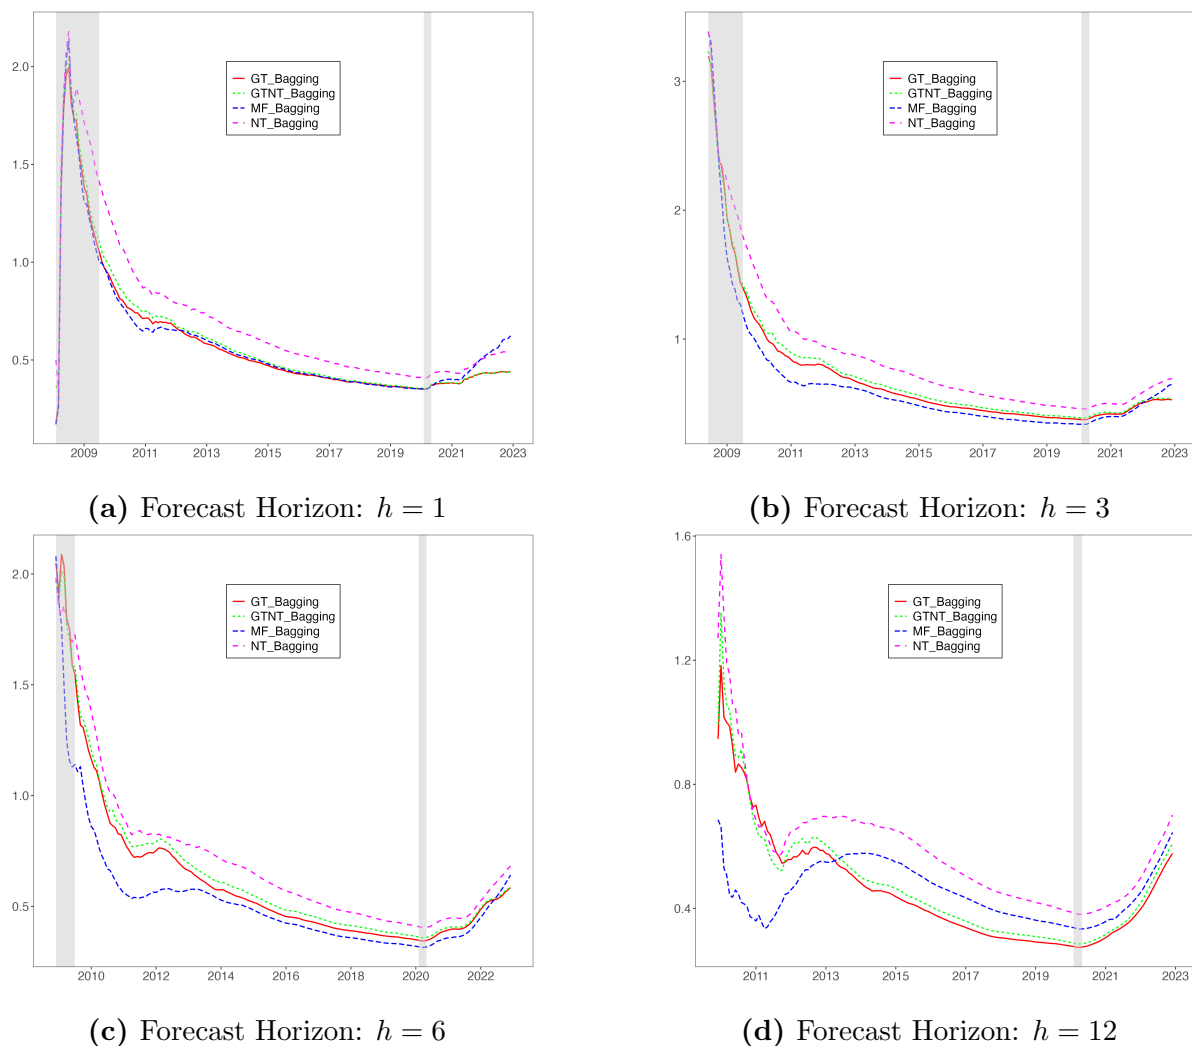 2.0
1.5
1.0
0.5
GT_Bagging
GTNT_Bagging
MF_Bagging
NT_Bagging
2009 2011 2013 2015 2017 2019 2021 2023
(a) Forecast Horizon: h = 1
3
2
1
GT_Bagging
GTNT_Bagging
MF_Bagging
NT_Bagging
2009 2011 2013 2015 2017 2019 2021 2023
(b) Forecast Horizon: h = 3
2.0
1.5
1.0
0.5
GT_Bagging
GTNT_Bagging
MF_Bagging
NT_Bagging
2010 2012 2014 2016 2018 2020 2022
(c) Forecast Horizon: h = 6
1.6
1.2
0.8
0.4
GT_Bagging
GTNT_Bagging
MF_Bagging
NT_Bagging
2011 2013 2015 2017 2019 2021 2023
(d) Forecast Horizon: h = 12